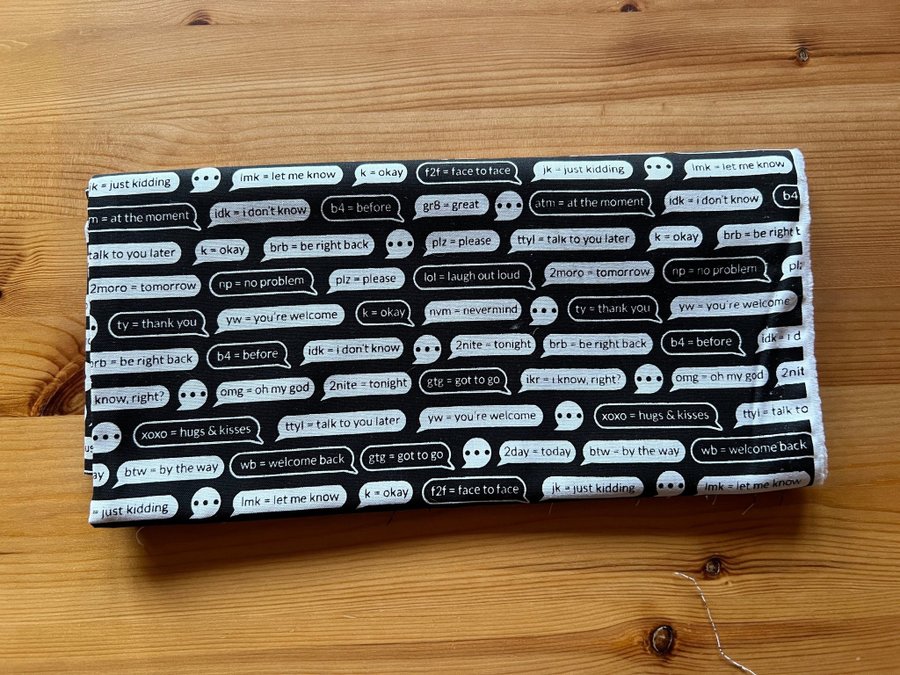 jk = just kidding lmk = let me know k = okay f2f = face to face jk = just kidding lmk = let me know
m = at the moment idk = i don't know b4 = before gr8 = great atm = at the moment idk = i don't know b4
talk to you later k = okay brb = be right back plz = please ttyl = talk to you later k = okay brb = be right
2moro = tomorrow np = no problem plz = please lol = laugh out loud 2moro = tomorrow np = no problem plz
ty = thank you yw = you're welcome k = okay nvm = nevermind ty = thank you yw = you're welcome
brb = be right back b4 = before idk = i don't know 2nite = tonight brb = be right back b4 = before idk = i d
know, right? omg = oh my god 2nite = tonight gtg = got to go ikr = i know, right? omg = oh my god 2nit
xoxo = hugs & kisses ttyl = talk to you later yw = you're welcome xoxo = hugs & kisses ttyl = talk to
ay btw = by the way wb = welcome back gtg = got to go 2day = today btw = by the way wb = welcome back
= just kidding lmk = let me know k = okay f2f = face to face jk = just kidding lmk = let me know